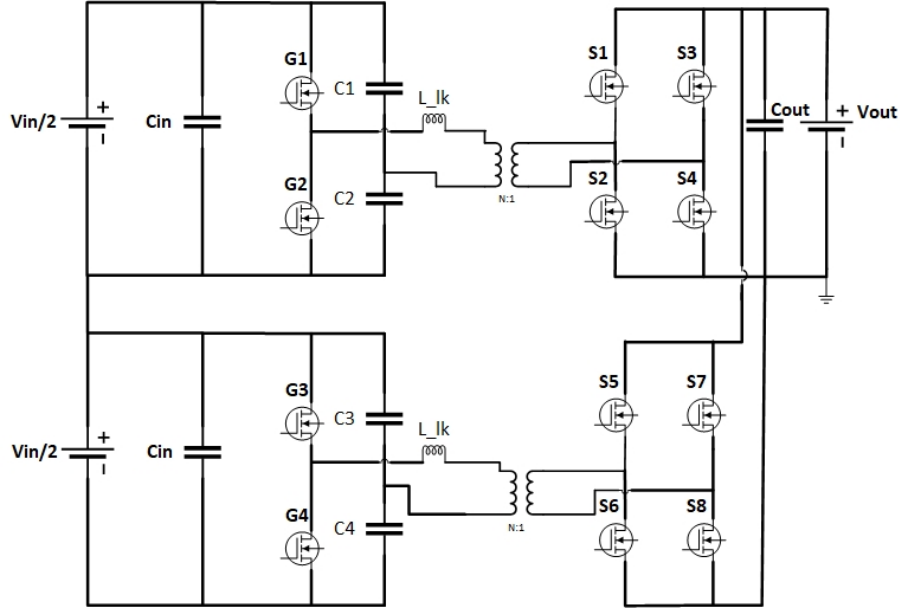 G1
S1
S3
C1
L_lk
Vin/2
+
Cin
Cout
+
Vout
G2
C2
S2
S4
N:1
G3
S5
S7
C3
L_lk
Vin/2
+
Cin
G4
C4
S6
S8
N:1